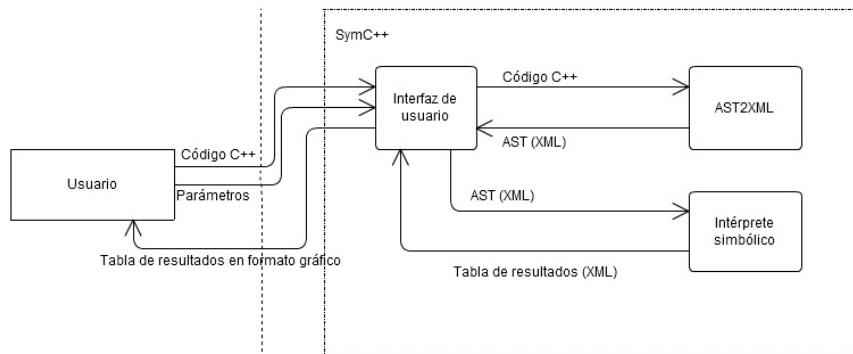 SymC++
Código C++
Interfaz de
usuario
AST2XML
AST (XML)
Código C++
Usuario
Parámetros
AST (XML)
Intérprete
simbólico
Tabla de resultados en formato gráfico
Tabla de resultados (XML)